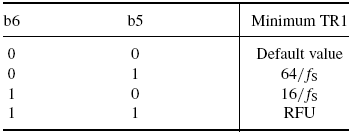 b6 b5 Minimum TR1
0 0 Default value
0 1 64/fS
1 0 16/fS
1 1 RFU